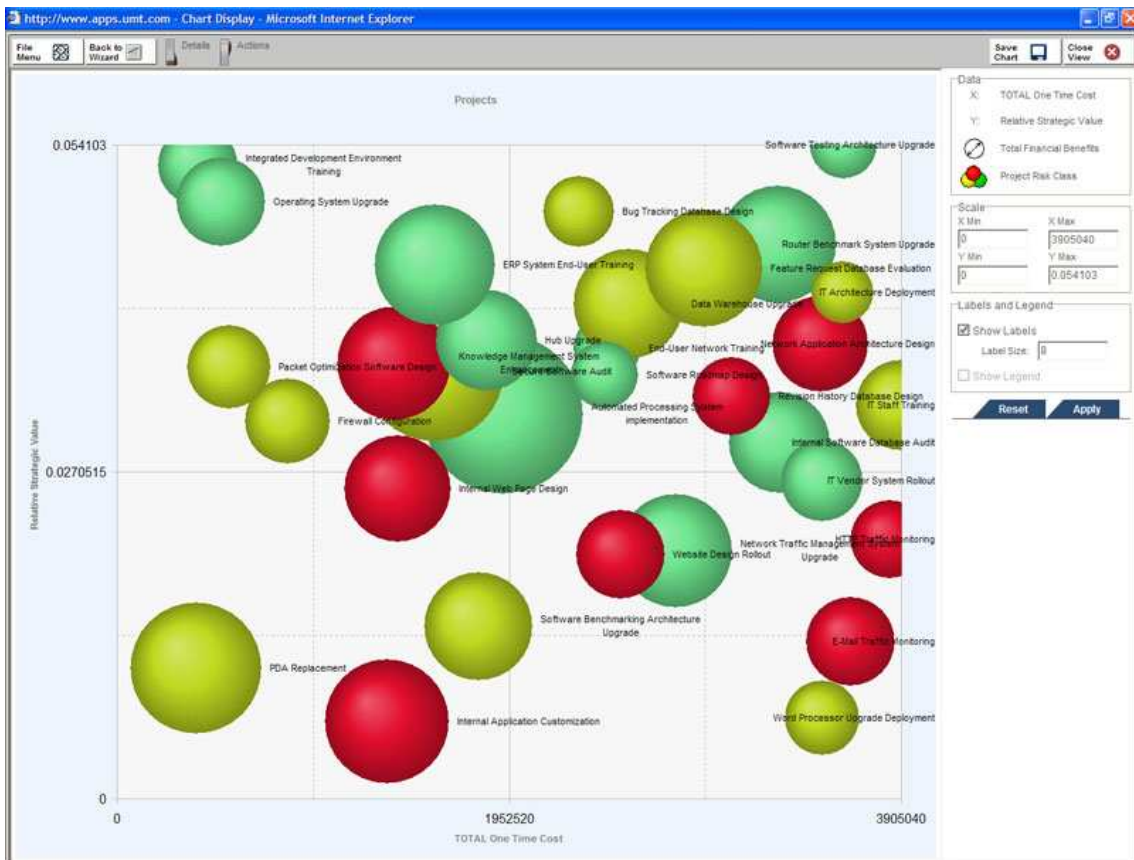 http://www.apps.umt.com - Chart Display - Microsoft Internet Explorer
File Menu
Back to Wizard
Details
Actions
Save Chart
Close View
Projects
0.054103
0.0270515
0
Relative Strategic Value
0
1952520
3905040
TOTAL One Time Cost
Integrated Development Environment
Training
Operating System Upgrade
Software Testing Architecture Upgrade
Bug Tracking Database Design
Router Benchmark System Upgrade
ERP System End-User Training
Feature Request Database Evaluation
IT Architecture Deployment
Data Warehouse Upgrade
Hub Upgrade
End-User Network Training
Network Application Architecture Design
Knowledge Management System
Enhancement
Packet Optimization Software Design
Secure Software Audit
Software Roadmap Design
Revision History Database Design
IT Staff Training
Automated Processing System
implementation
Firewall Configuration
Internal Software Database Audit
IT Vendor System Rollout
Internal Web Page Design
HTTP Traffic Monitoring
Network Traffic Management System
Upgrade
Website Design Rollout
Software Benchmarking Architecture
Upgrade
E-Mail Traffic Monitoring
PDA Replacement
Internal Application Customization
Word Processor Upgrade Deployment
Data
X: TOTAL One Time Cost
Y: Relative Strategic Value
Total Financial Benefits
Project Risk Class
Scale
X Min X Max
0 3905040
Y Min Y Max
0 0.054103
Labels and Legend
Show Labels
Label Size: 8
Show Legend
Reset Apply